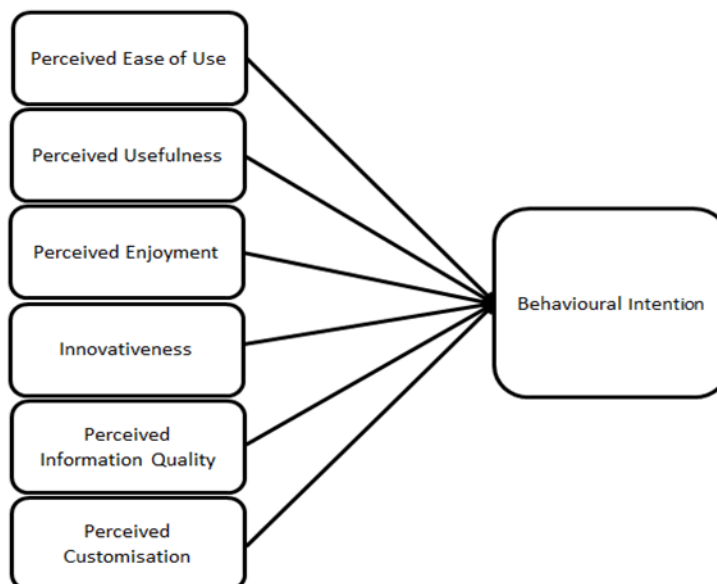 Perceived Ease of Use
Perceived Usefulness
Perceived Enjoyment
Innovativeness
Perceived
Information Quality
Perceived
Customisation
Behavioural Intention